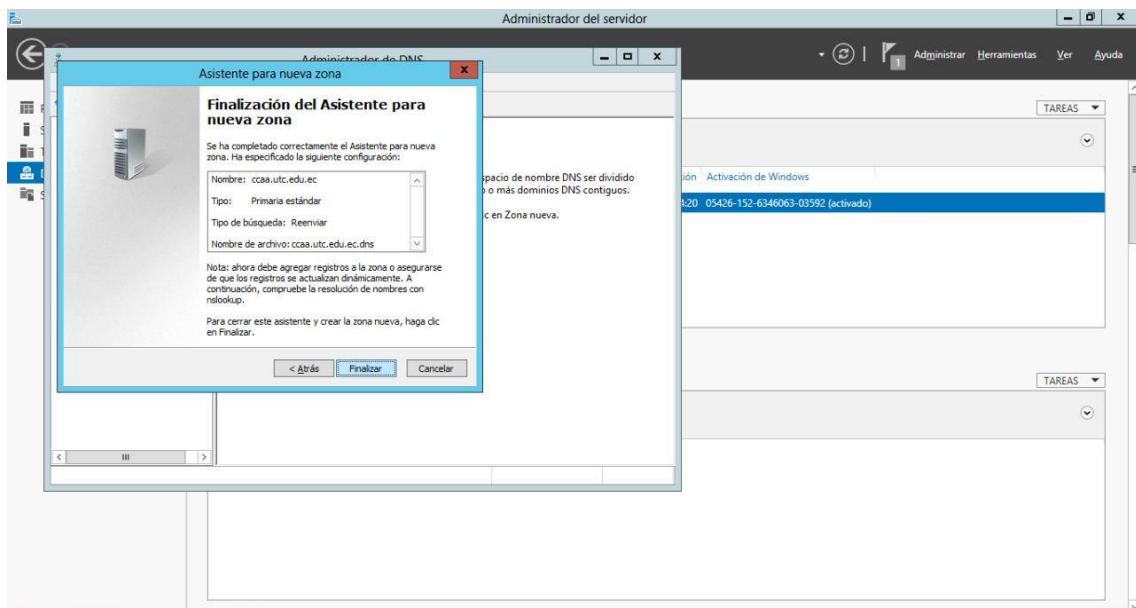 Administrador del servidor
1
Administrar Herramientas Ver Ayuda
Administrador de DNS
Asistente para nueva zona
Finalización del Asistente para
nueva zona
Se ha completado correctamente el Asistente para nueva
zona. Ha especificado la siguiente configuración:
Nombre: ccaa.utc.edu.ec
Tipo: Primaria estándar
Tipo de búsqueda: Reenviar
Nombre de archivo: ccaa.utc.edu.ec.dns
Nota: ahora debe agregar registros a la zona o asegurarse
de que los registros se actualizan dinámicamente. A
continuación, compruebe la resolución de nombres con
nslookup.
Para cerrar este asistente y crear la zona nueva, haga clic
en Finalizar.
< Atrás Finalizar Cancelar
de nombre DNS ser dividido
o más dominios DNS contiguos.
en Zona nueva.
TAREAS
Activación de Windows
05426-152-6346063-03592 (activado)
TAREAS